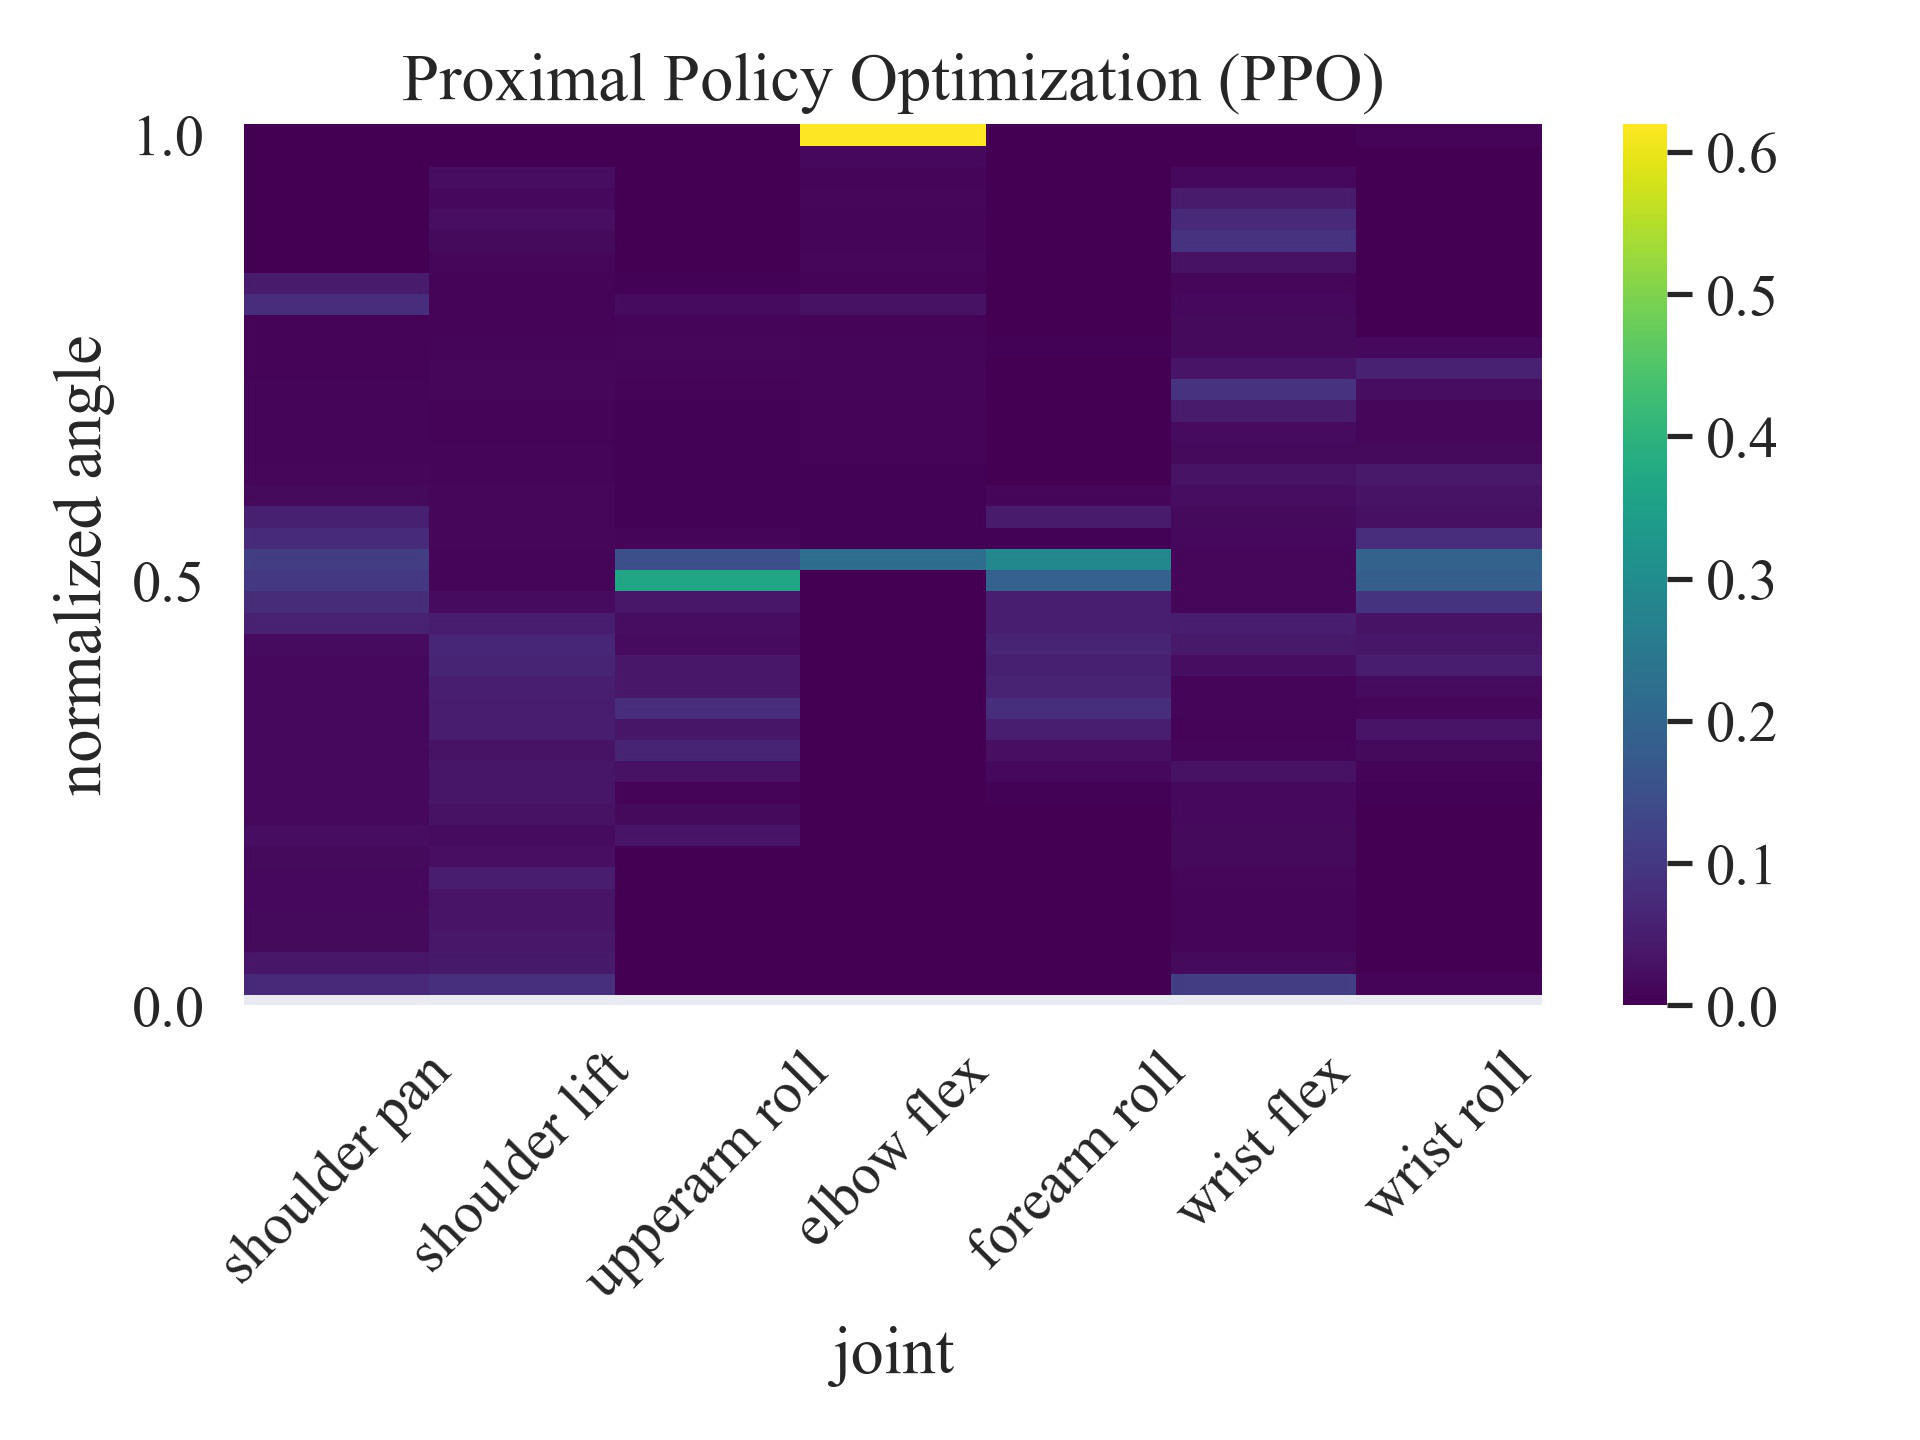 Proximal Policy Optimization (PPO)
1.0
0.5
0.0
normalized angle
0.6
0.5
0.4
0.3
0.2
0.1
0.0
shoulder pan
shoulder lift
upperarm roll
elbow flex
forearm roll
wrist flex
wrist roll
joint